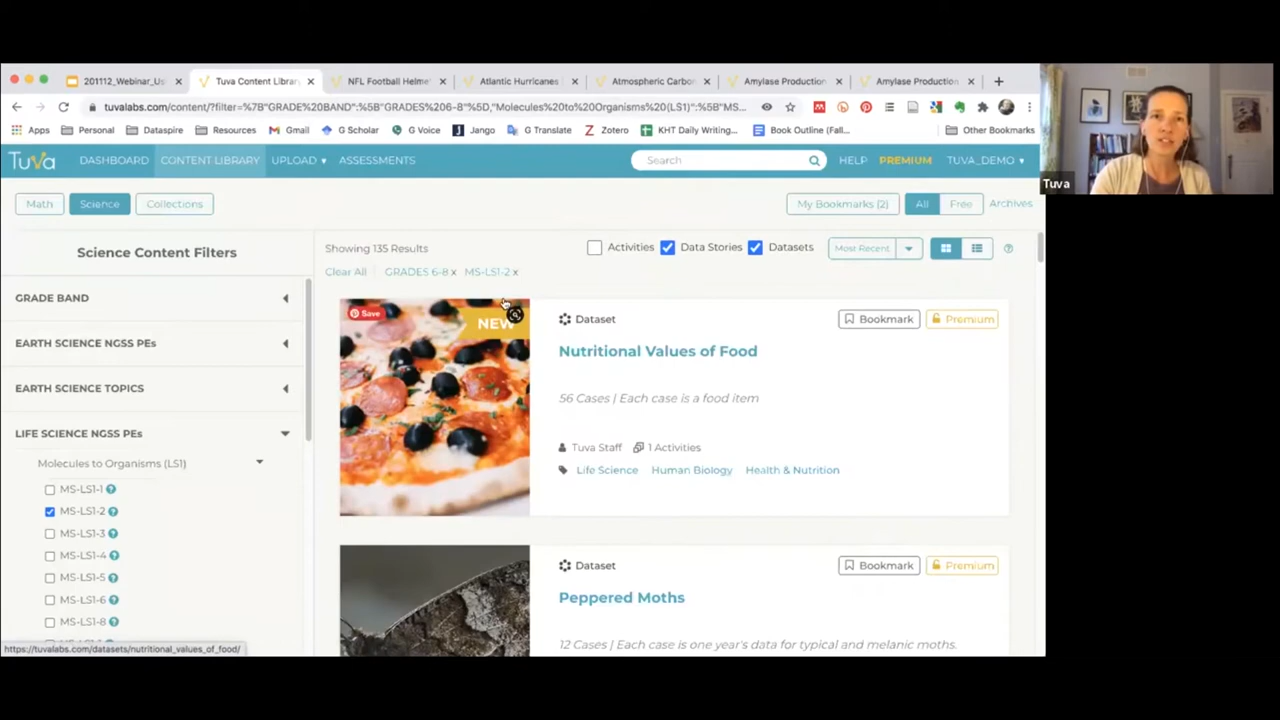 201112_Webinar_Us × Tuva Content Library × NFL Football Helme × Atlantic Hurricanes × Atmospheric Carbo × Amylase Production × Amylase Production × +
tuvalabs.com/content/?filter=%7B"GRADE%20BAND":%5B"GRADES%206-8"%5D,"Molecules%20to%20Organisms%20(LS1)":%5B"MS...
Apps Personal Dataspire Resources Gmail G Scholar G Voice Jango G Translate Zotero KHT Daily Writing... Book Outline (Fall... Other Bookmarks
Tuva DASHBOARD CONTENT LIBRARY UPLOAD ▾ ASSESSMENTS Search HELP PREMIUM TUVA_DEMO ▾
Tuva
Math Science Collections My Bookmarks (2) All Free Archives
Science Content Filters
Showing 135 Results Activities Data Stories Datasets Most Recent
Clear All GRADES 6-8 x MS-LS1-2 x
GRADE BAND
EARTH SCIENCE NGSS PEs
EARTH SCIENCE TOPICS
LIFE SCIENCE NGSS PEs
Molecules to Organisms (LS1)
MS-LS1-1
MS-LS1-2
MS-LS1-3
MS-LS1-4
MS-LS1-5
MS-LS1-6
MS-LS1-8
https://tuvalabs.com/datasets/nutritional_values_of_food/
Save
NEW
Dataset Bookmark Premium
Nutritional Values of Food
56 Cases | Each case is a food item
Tuva Staff 1 Activities
Life Science Human Biology Health & Nutrition
Dataset Bookmark Premium
Peppered Moths
12 Cases | Each case is one year's data for typical and melanic moths.